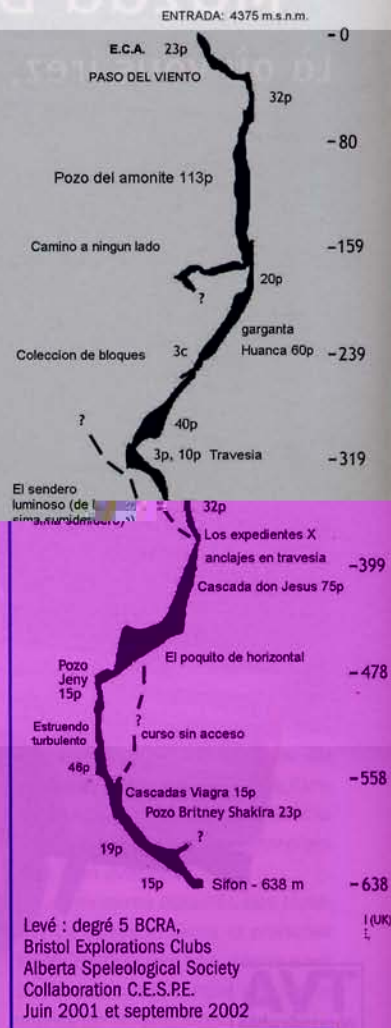 ENTRADA: 4375 m.s.n.m.
- 0
E.C.A. 23p
PASO DEL VIENTO
32p
-80
Pozo del amonite 113p
Camino a ningun lado
-159
?
20p
garganta
Huanca 60p
Coleccion de bloques
3c
-239
?
40p
3p, 10p Travesia
-319
El sendero
luminoso (de l
32p
Los expedientes X
anclajes en travesia
-399
Cascada don Jesus 75p
El poquito de horizontal
Pozo
Jeny
15p
-478
?
Estruendo
turbulento
curso sin acceso
46p
-558
Cascadas Viagra 15p
Pozo Britney Shakira 23p
?
19p
15p
Sifon - 638 m
-638
Levé : degré 5 BCRA,
Bristol Explorations Clubs
Alberta Speleological Society
Collaboration C.E.S.P.E.
Juin 2001 et septembre 2002